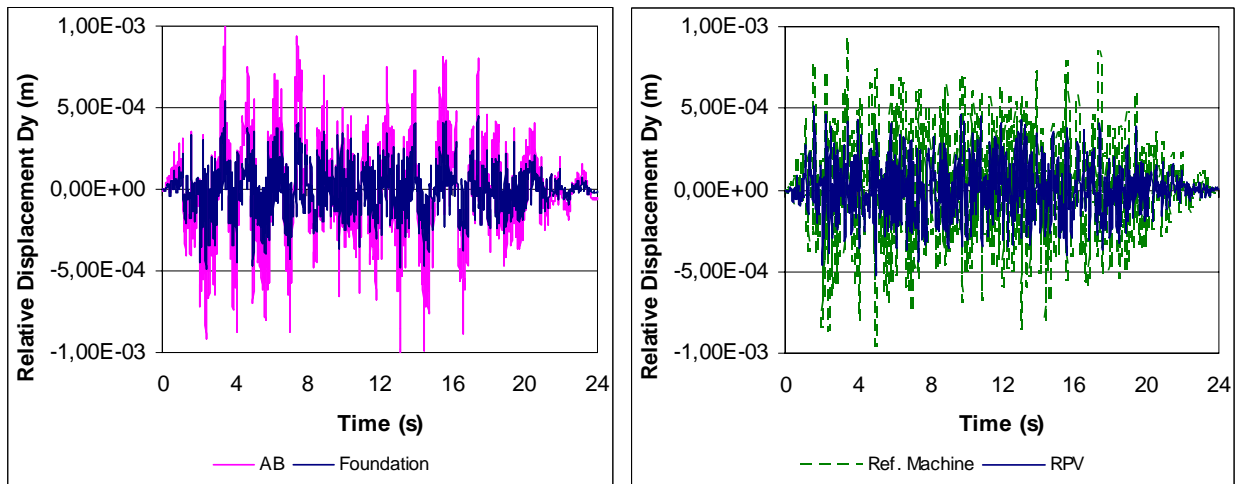 Relative Displacement Dy (m)
1,00E-03
5,00E-04
0,00E+00
-5,00E-04
-1,00E-03
0 4 8 12 16 20 24
Time (s)
AB Foundation
Relative Displacement Dy (m)
1,00E-03
5,00E-04
0,00E+00
-5,00E-04
-1,00E-03
0 4 8 12 16 20 24
Time (s)
Ref. Machine RPV